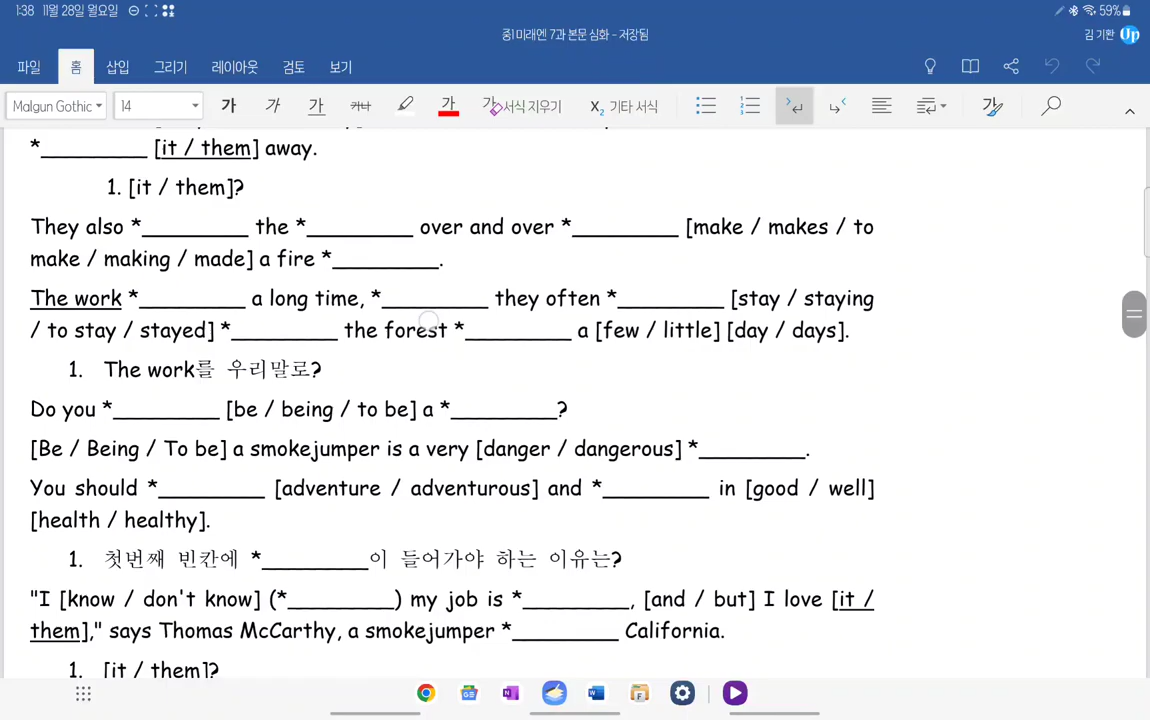 1:38 11월 28일 월요일 59%
중1 미래엔 7과 본문 심화 - 저장됨 김 기환 Up
파일 홈 삽입 그리기 레이아웃 검토 보기
Malgun Gothic 14 가 가 가 가나 가 가 서식 지우기 X₂ 기타 서식 가
*_________ [it / them] away.
1. [it / them]?
They also *_________ the *_________ over and over *_________ [make / makes / to
make / making / made] a fire *_________.
The work *_________ a long time, *_________ they often *_________ [stay / staying
/ to stay / stayed] *_________ the forest *_________ a [few / little] [day / days].
1. The work를 우리말로?
Do you *_________ [be / being / to be] a *_________?
[Be / Being / To be] a smokejumper is a very [danger / dangerous] *_________.
You should *_________ [adventure / adventurous] and *_________ in [good / well]
[health / healthy].
1. 첫번째 빈칸에 *_________이 들어가야 하는 이유는?
"I [know / don't know] (*_________) my job is *_________, [and / but] I love [it /
them]," says Thomas McCarthy, a smokejumper *_________ California.
1. [it / them]?